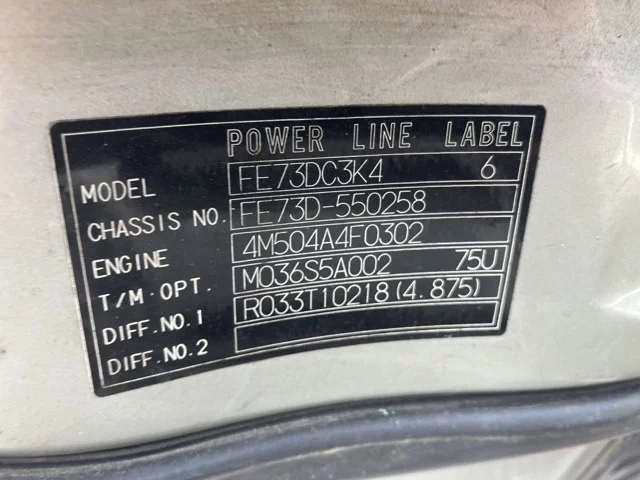 POWER LINE LABEL
MODEL FE73DC3K4 6
CHASSIS NO. FE73D-550258
ENGINE 4M504A4F0302
T/M·OPT. M036S5A002 75U
DIFF.NO.1 R033T10218(4.875)
DIFF.NO.2